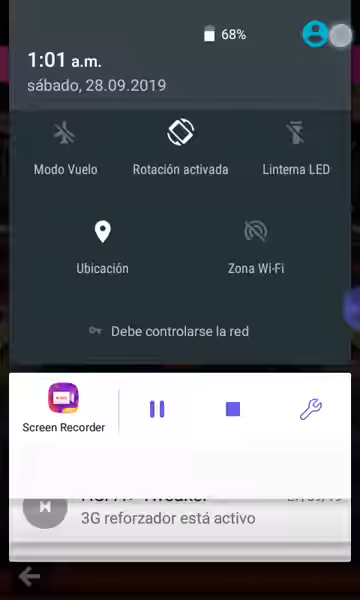 68%
1:01 a.m.
sábado, 28.09.2019
Modo Vuelo
Rotación activada
Linterna LED
Ubicación
Zona Wi-Fi
Debe controlarse la red
Screen Recorder
3G reforzador está activo